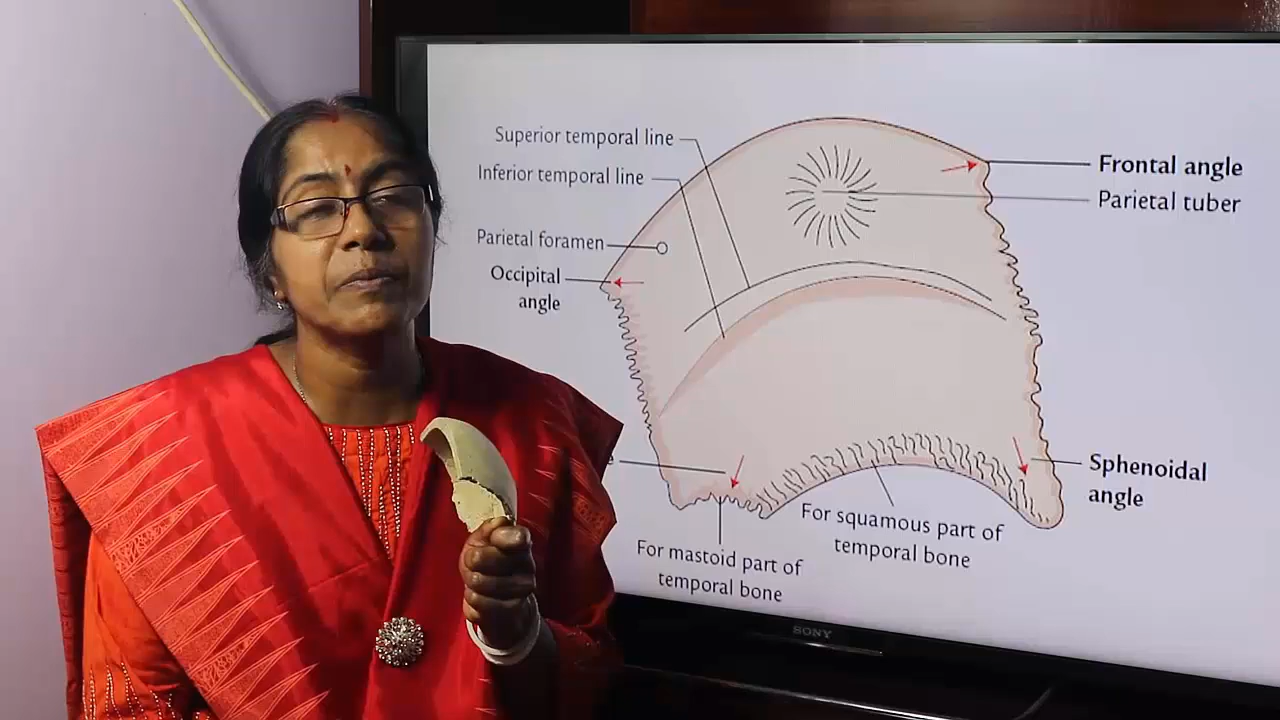 Superior temporal line
Inferior temporal line
Parietal foramen
Occipital
angle
Frontal angle
Parietal tuber
Sphenoidal
angle
For squamous part of
temporal bone
For mastoid part of
temporal bone
SONY